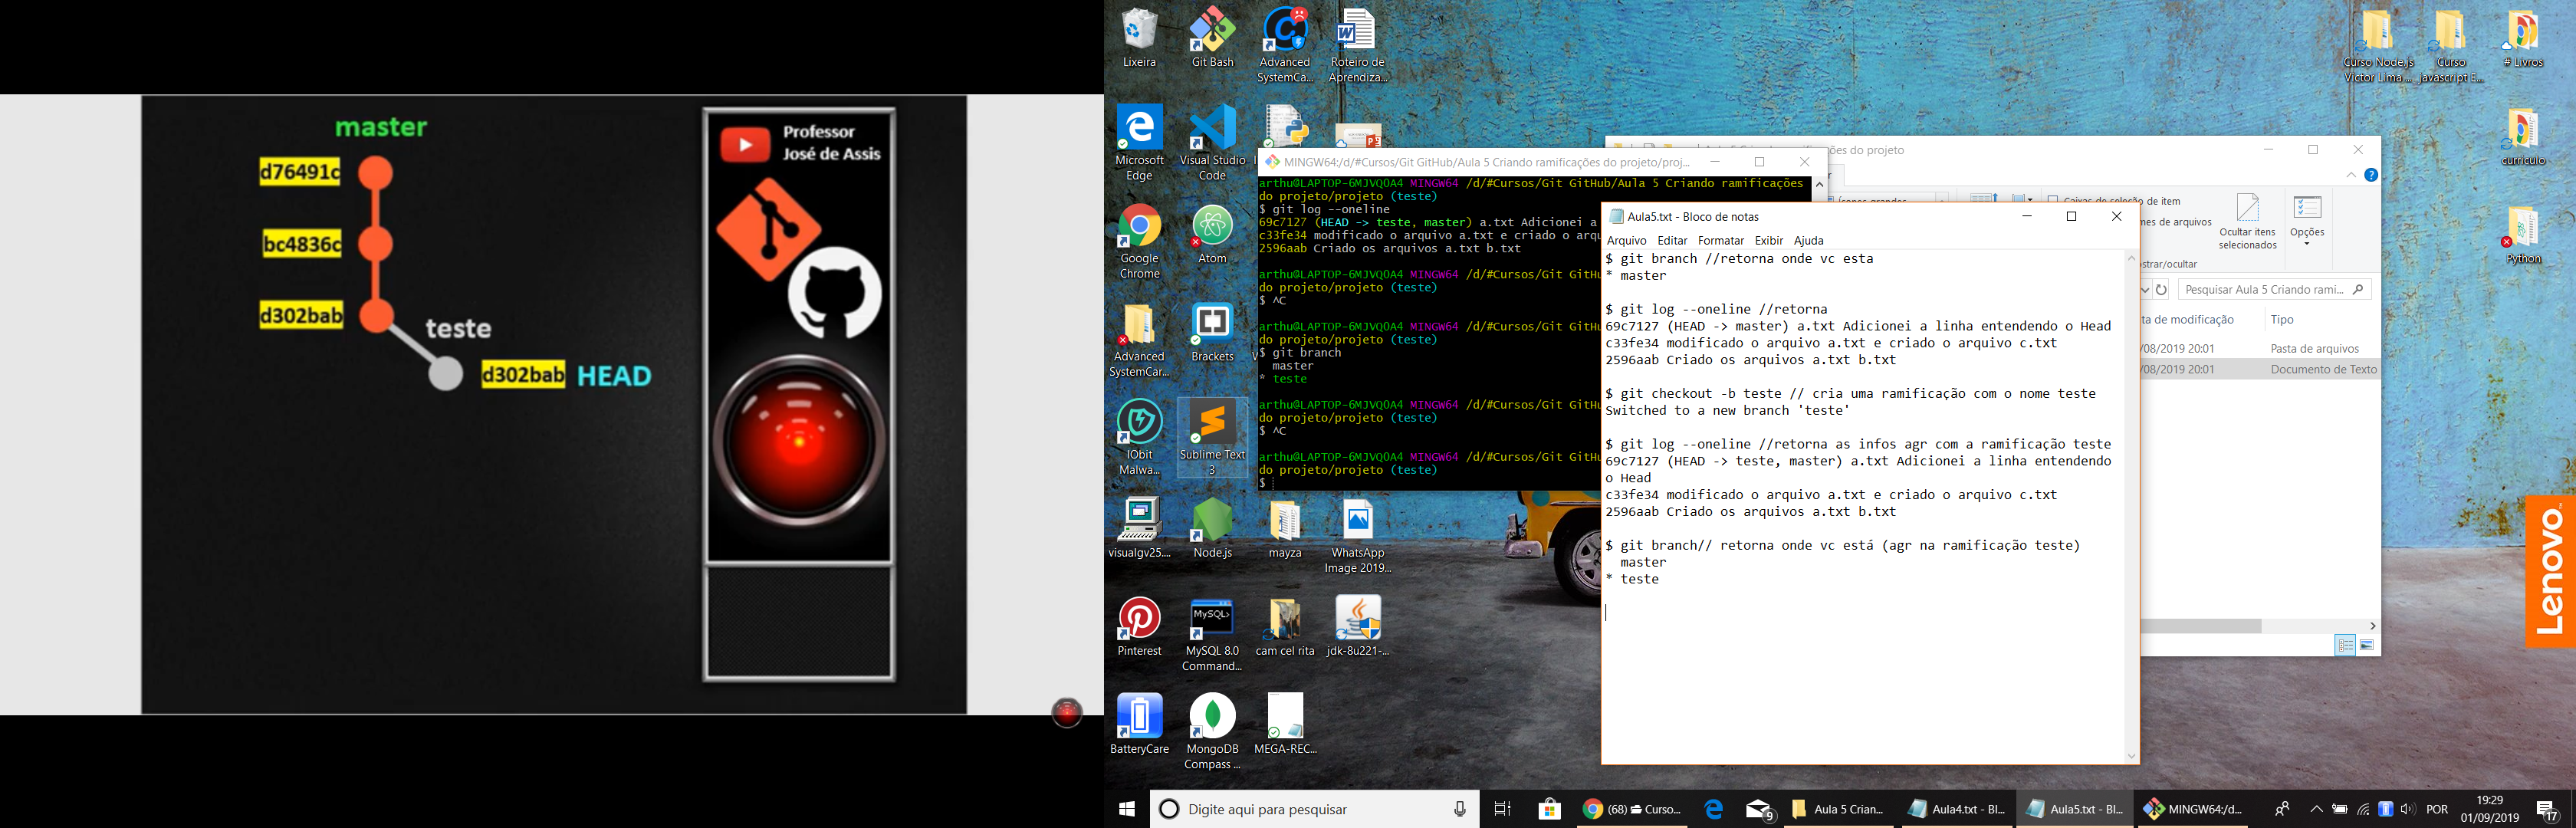 master
d76491c
bc4836c
d302bab
teste
d302bab HEAD
Professor
José de Assis
Lixeira
Git Bash
Advanced
SystemCa...
Roteiro de
Aprendiza...
Microsoft
Edge
Visual Studio
Code
Google
Chrome
Atom
Advanced
SystemCar...
Brackets
IObit
Malwa...
Sublime Text
3
visualgv25....
Node.js
mayza
WhatsApp
Image 2019...
Pinterest
MySQL>
MySQL 8.0
Command...
cam cel rita
jdk-8u221-...
BatteryCare
MongoDB
Compass ...
MEGA-REC...
Curso Node.js
Victor Lima ...
Curso
javascript E...
# Livros
currículo
Python
MINGW64:/d/#Cursos/Git GitHub/Aula 5 Criando ramificações do projeto/proj...
arthu@LAPTOP-6MJVQOA4 MINGW64 /d/#Cursos/Git GitHub/Aula 5 Criando ramificações
do projeto/projeto (teste)
$ git log --oneline
69c7127 (HEAD -> teste, master) a.txt Adicionei a
c33fe34 modificado o arquivo a.txt e criado o arqu
2596aab Criado os arquivos a.txt b.txt
arthu@LAPTOP-6MJVQOA4 MINGW64 /d/#Cursos/Git GitHu
do projeto/projeto (teste)
$ ^C
arthu@LAPTOP-6MJVQOA4 MINGW64 /d/#Cursos/Git GitHu
do projeto/projeto (teste)
$ git branch
master
* teste
arthu@LAPTOP-6MJVQOA4 MINGW64 /d/#Cursos/Git GitHu
do projeto/projeto (teste)
$ ^C
arthu@LAPTOP-6MJVQOA4 MINGW64 /d/#Cursos/Git GitHu
do projeto/projeto (teste)
$
Aula5.txt - Bloco de notas
Arquivo Editar Formatar Exibir Ajuda
$ git branch //retorna onde vc esta
* master
$ git log --oneline //retorna
69c7127 (HEAD -> master) a.txt Adicionei a linha entendendo o Head
c33fe34 modificado o arquivo a.txt e criado o arquivo c.txt
2596aab Criado os arquivos a.txt b.txt
$ git checkout -b teste // cria uma ramificação com o nome teste
Switched to a new branch 'teste'
$ git log --oneline //retorna as infos agr com a ramificação teste
69c7127 (HEAD -> teste, master) a.txt Adicionei a linha entendendo
o Head
c33fe34 modificado o arquivo a.txt e criado o arquivo c.txt
2596aab Criado os arquivos a.txt b.txt
$ git branch// retorna onde vc está (agr na ramificação teste)
master
* teste
ções do projeto
de item
mes de arquivos
strar/ocultar
Ocultar itens
selecionados
Opções
Pesquisar Aula 5 Criando rami...
ta de modificação
Tipo
/08/2019 20:01
Pasta de arquivos
/08/2019 20:01
Documento de Texto
Lenovo
Digite aqui para pesquisar
(68) Curso...
9
Aula 5 Crian...
Aula4.txt - Bl...
Aula5.txt - Bl...
MINGW64:/d...
POR
19:29
01/09/2019
17